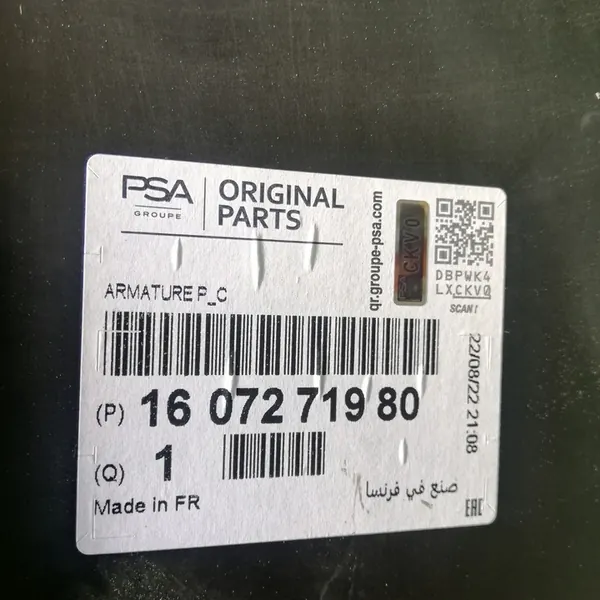 PSA
GROUPE
ORIGINAL
PARTS
qr.groupe-psa.com
CKV0
DBPWK4
LXCKV0
SCAN!
ARMATURE P_C
(P) 16 072 719 80
22/08/22 21:08
(Q) 1
Made in FR
صنع في فرنسا
EAC